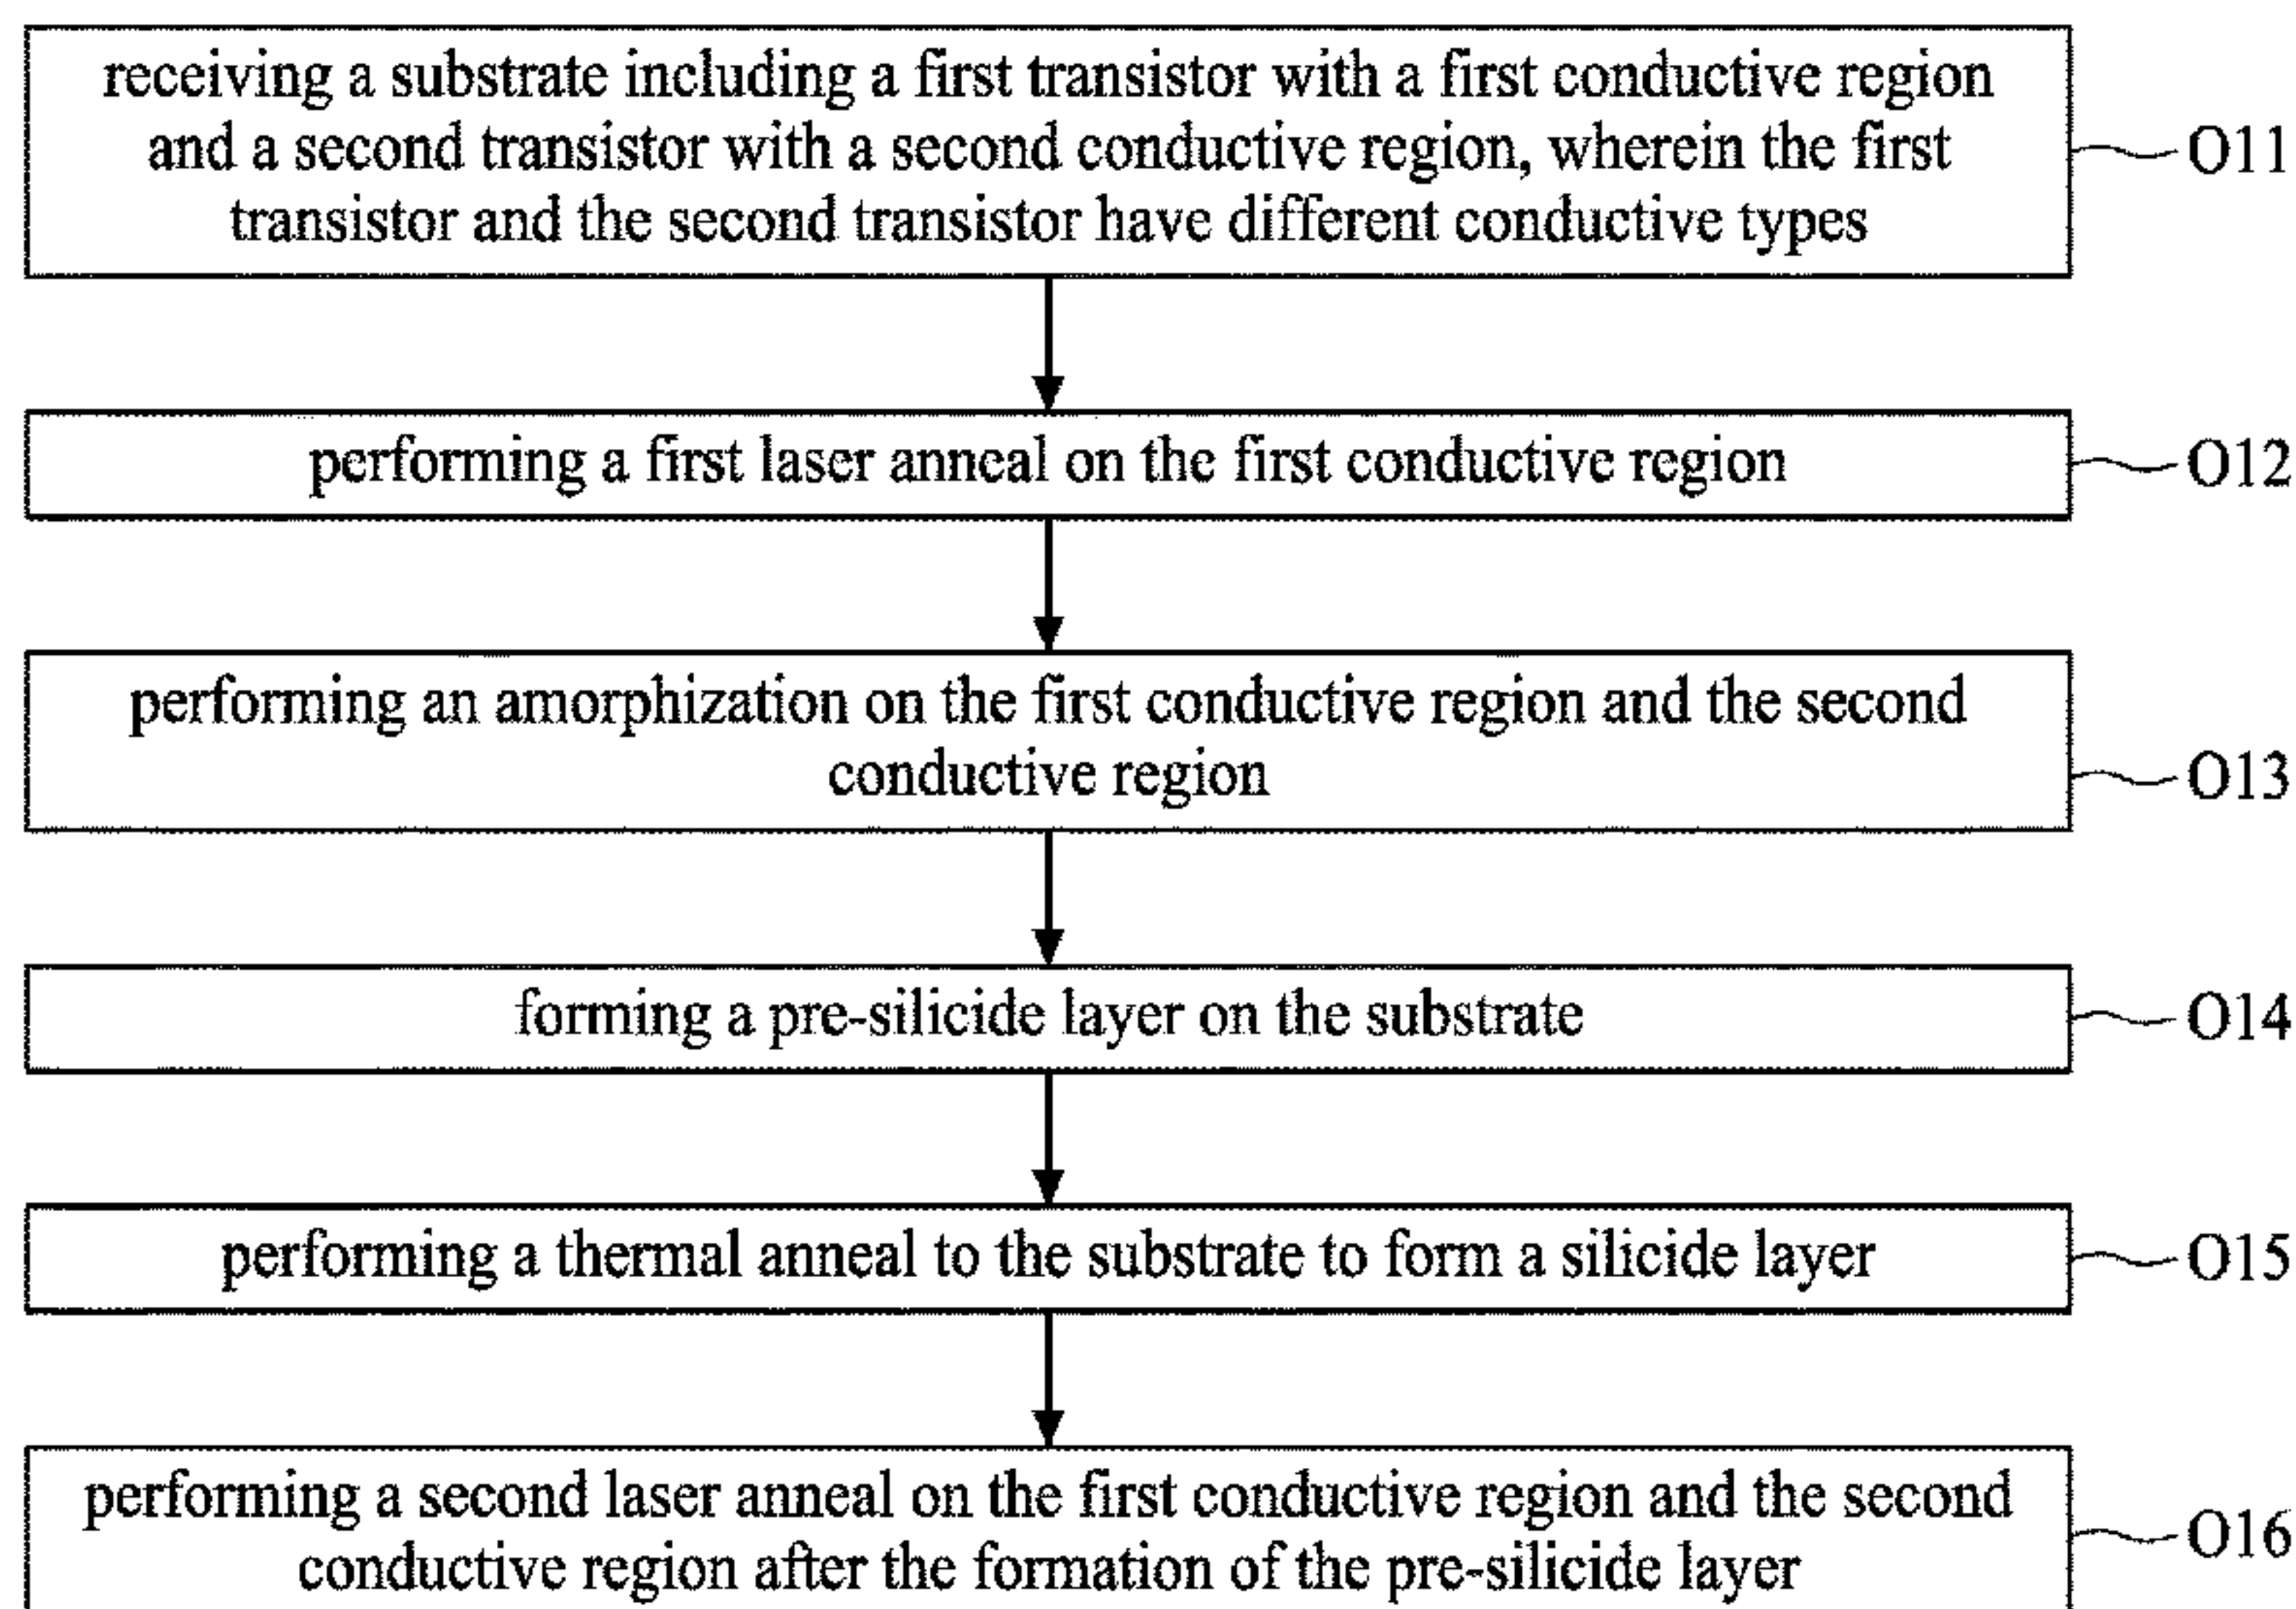 receiving a substrate including a first transistor with a first conductive region
and a second transistor with a second conductive region, wherein the first
transistor and the second transistor have different conductive types
O11
performing a first laser anneal on the first conductive region
O12
performing an amorphization on the first conductive region and the second
conductive region
O13
forming a pre-silicide layer on the substrate
O14
performing a thermal anneal to the substrate to form a silicide layer
O15
performing a second laser anneal on the first conductive region and the second
conductive region after the formation of the pre-silicide layer
O16